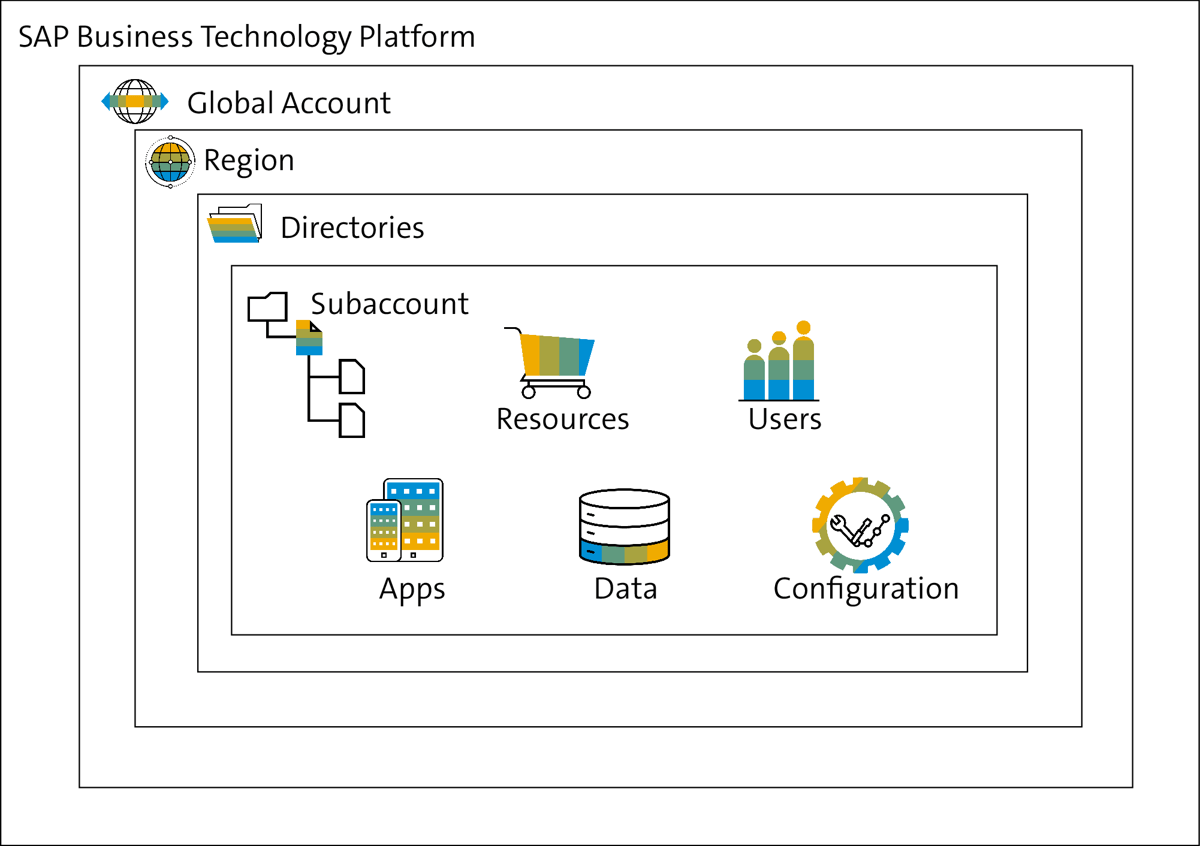 SAP Business Technology Platform
Global Account
Region
Directories
Subaccount
Resources
Users
Apps
Data
Configuration